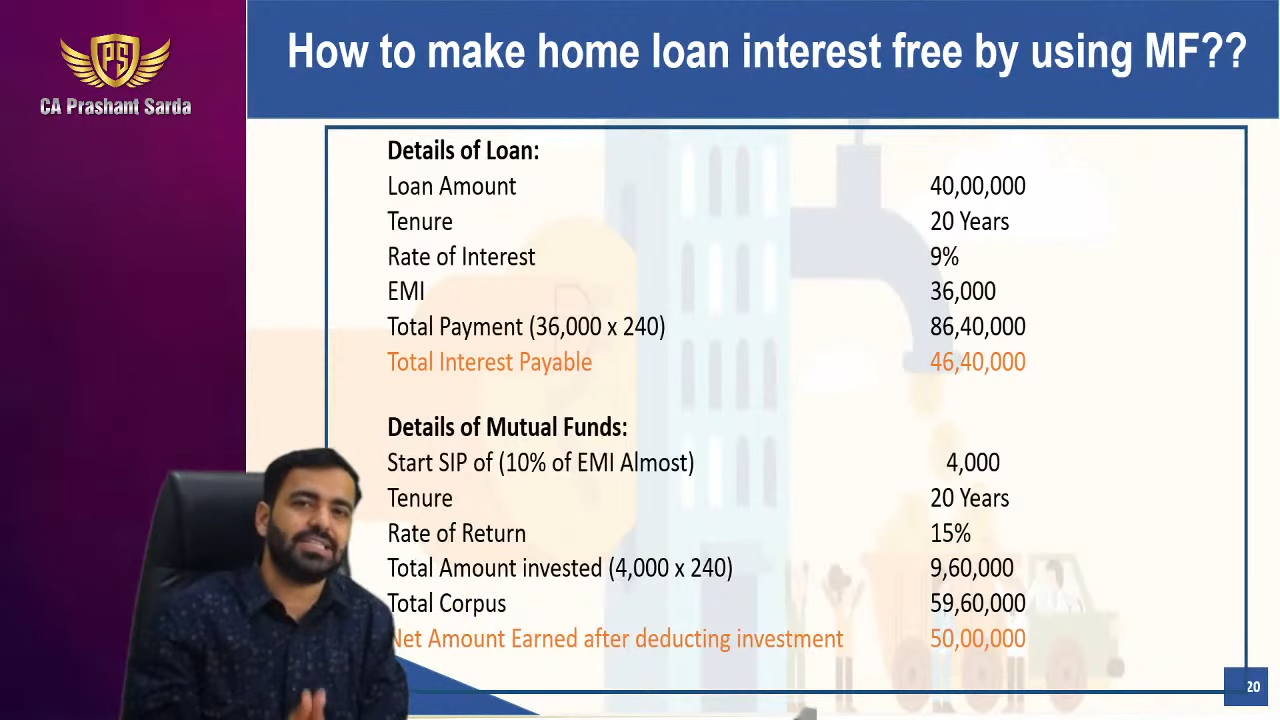 PS
CA Prashant Sarda
How to make home loan interest free by using MF??
Details of Loan:
Loan Amount 40,00,000
Tenure 20 Years
Rate of Interest 9%
EMI 36,000
Total Payment (36,000 x 240) 86,40,000
Total Interest Payable 46,40,000
Details of Mutual Funds:
Start SIP of (10% of EMI Almost) 4,000
Tenure 20 Years
Rate of Return 15%
Total Amount invested (4,000 x 240) 9,60,000
Total Corpus 59,60,000
Net Amount Earned after deducting investment 50,00,000
20